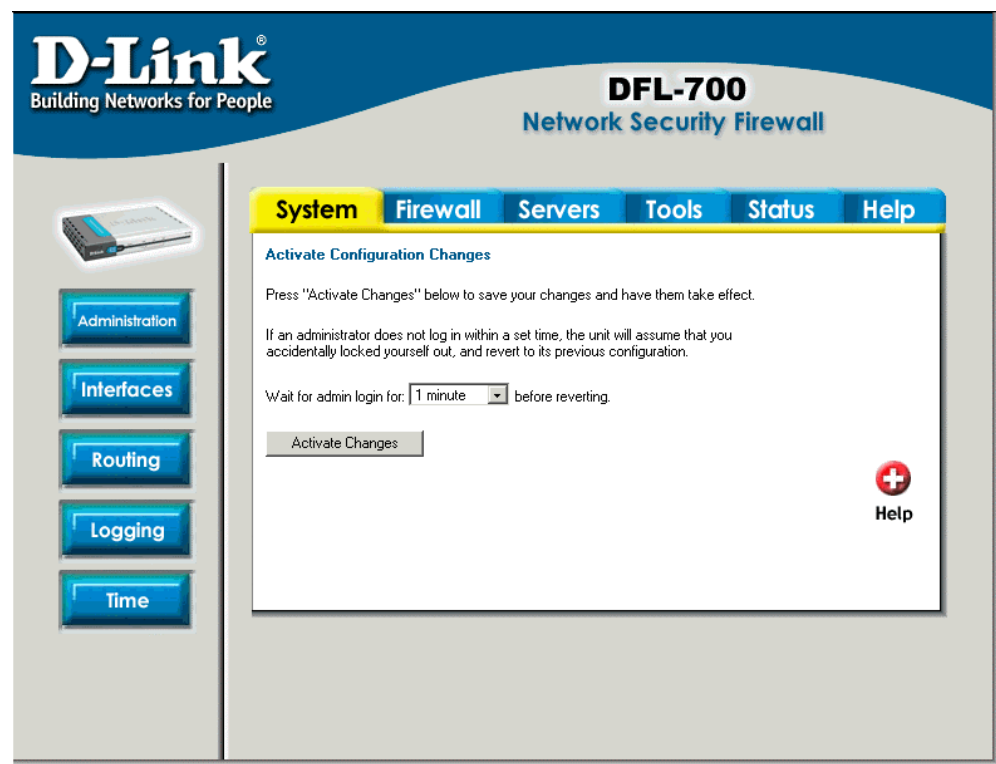 D-Link®
Building Networks for People
DFL-700
Network Security Firewall
System Firewall Servers Tools Status Help
Administration
Interfaces
Routing
Logging
Time
Activate Configuration Changes
Press "Activate Changes" below to save your changes and have them take effect.
If an administrator does not log in within a set time, the unit will assume that you
accidentally locked yourself out, and revert to its previous configuration.
Wait for admin login for: 1 minute before reverting.
Activate Changes
Help